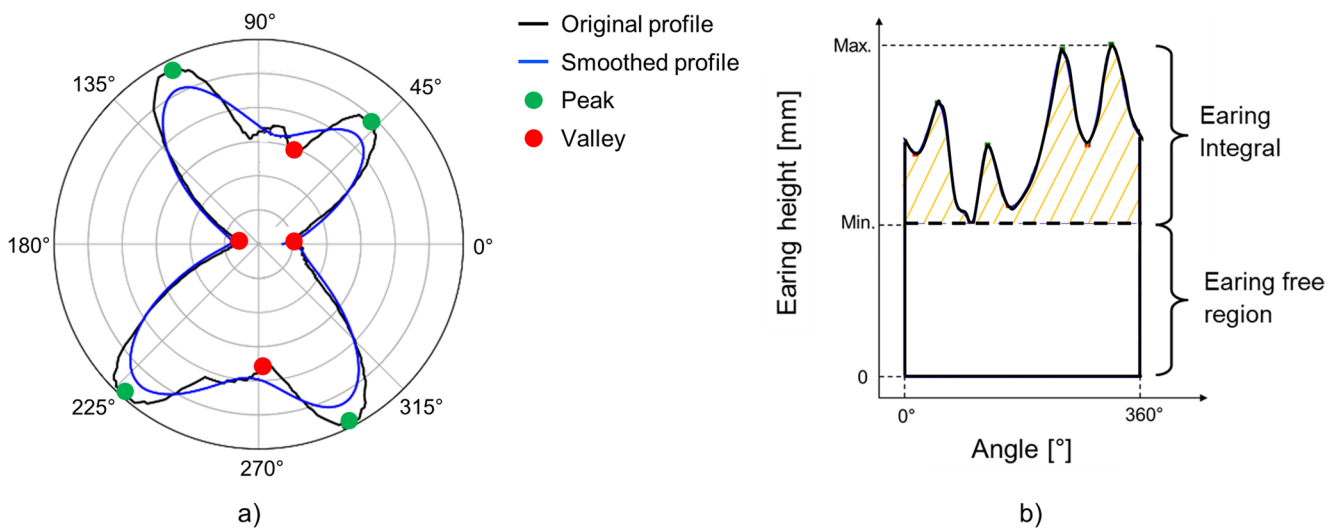 90°
135°
45°
180°
0°
225°
315°
270°
Original profile
Smoothed profile
Peak
Valley
a)
Max.
Min.
0
Earing height [mm]
0°
360°
Angle [°]
Earing
Integral
Earing free
region
b)